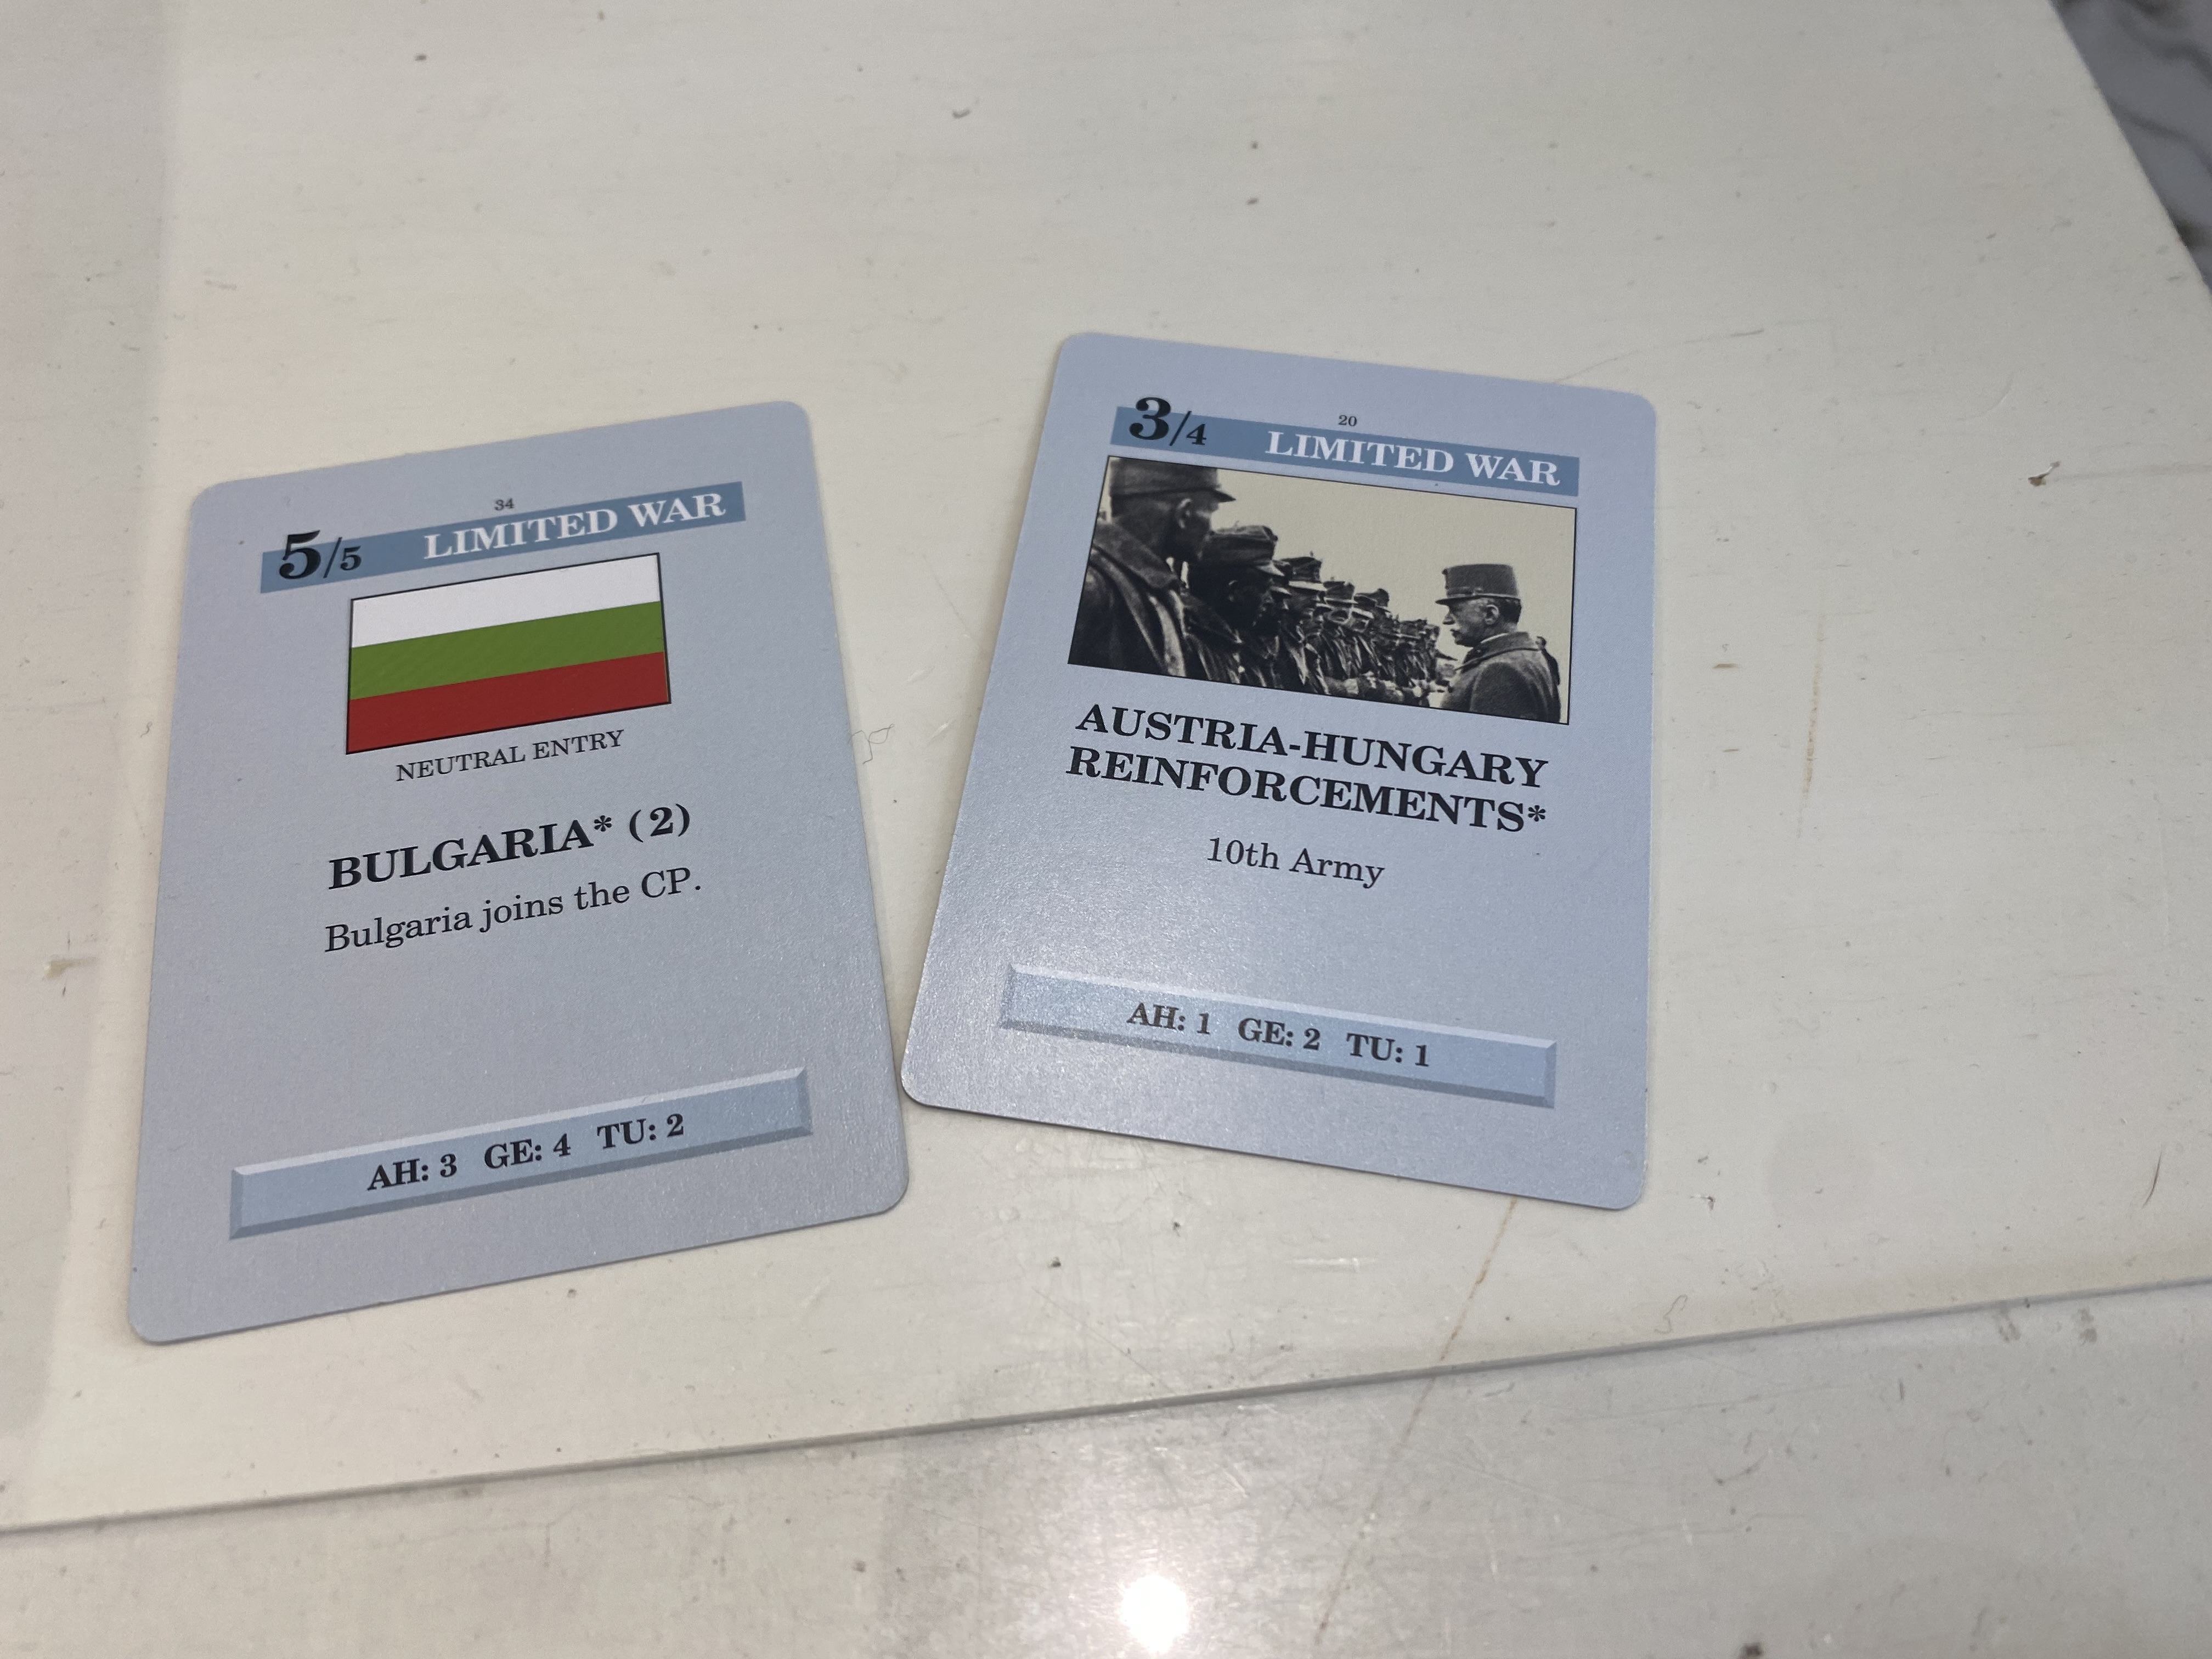 34
5/5 LIMITED WAR
NEUTRAL ENTRY
BULGARIA* (2)
Bulgaria joins the CP.
AH: 3 GE: 4 TU: 2
20
3/4 LIMITED WAR
AUSTRIA-HUNGARY
REINFORCEMENTS*
10th Army
AH: 1 GE: 2 TU: 1